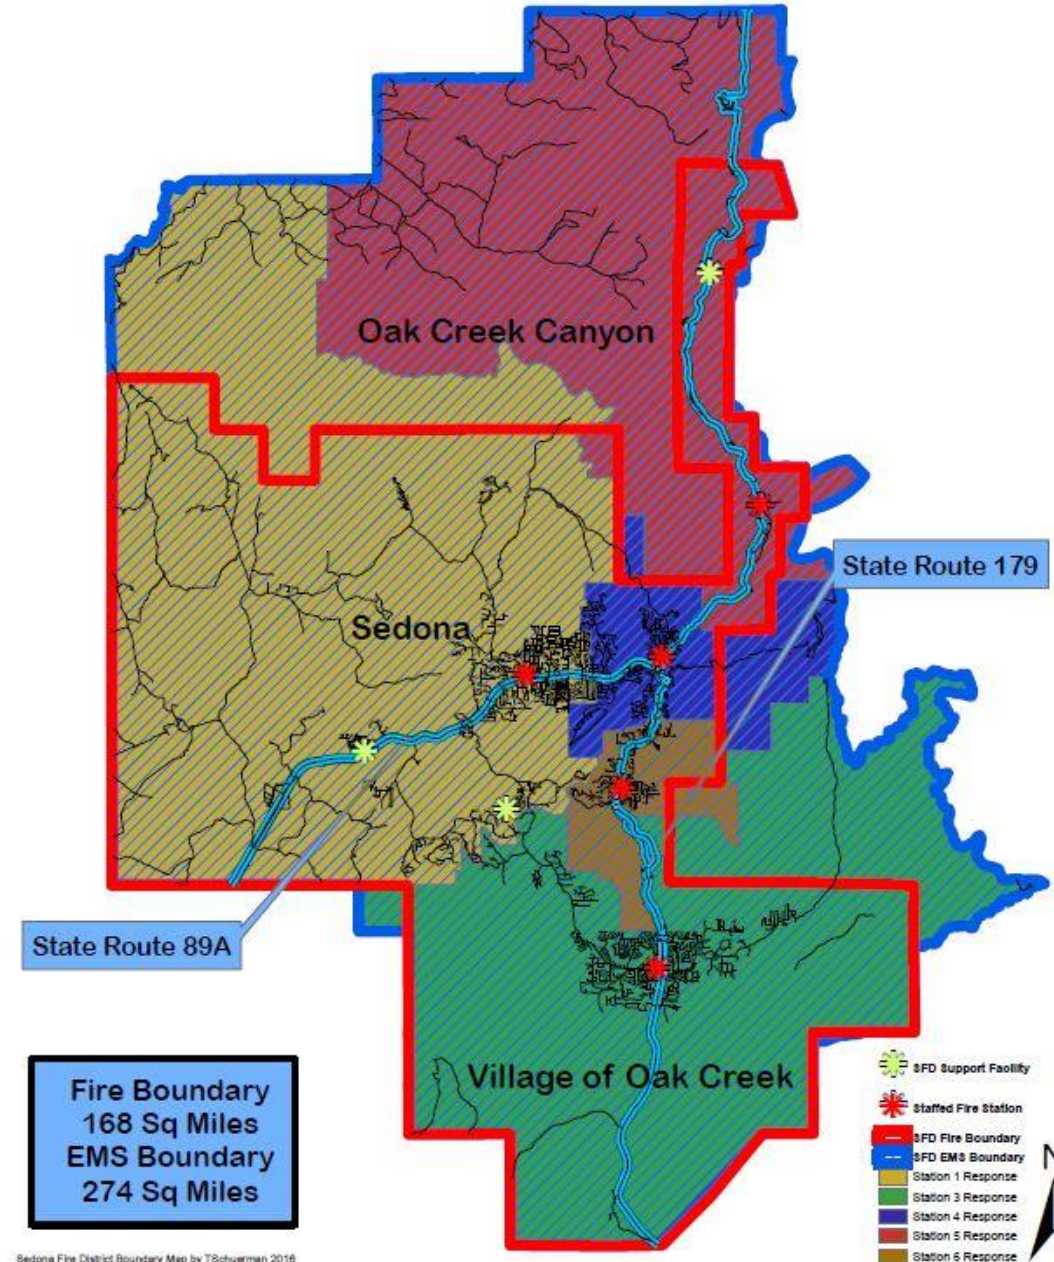 Oak Creek Canyon
State Route 179
Sedona
State Route 89A
Village of Oak Creek
Fire Boundary
168 Sq Miles
EMS Boundary
274 Sq Miles
SFD Support Facility
Staffed Fire Station
SFD Fire Boundary
SFD EMS Boundary
N
Station 1 Response
Station 3 Response
Station 4 Response
Station 5 Response
Station 6 Response
Sedona Fire District Boundary Map by TSchuerman 2016